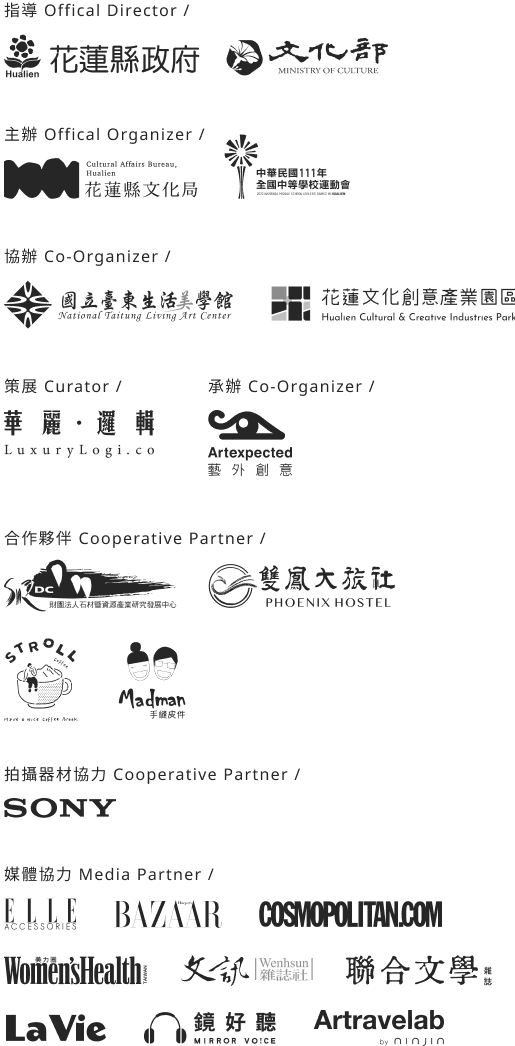 指導 Offical Director /
Hualien 花蓮縣政府
文化部
MINISTRY OF CULTURE
主辦 Offical Organizer /
Cultural Affairs Bureau,
Hualien
花蓮縣文化局
中華民國111年
全國中等學校運動會
協辦 Co-Organizer /
國立臺東生活美學館
National Taitung Living Art Center
花蓮文化創意產業園區
Hualien Cultural & Creative Industries Park
策展 Curator /
華麗·邏輯
LuxuryLogi.co
承辦 Co-Organizer /
Artexpected
藝外創意
合作夥伴 Cooperative Partner /
DC
財團法人石材暨資源產業研究發展中心
雙鳳大旅社
PHOENIX HOSTEL
STROLL
Coffee
Have a nice coffee break.
Madman
手縫皮件
拍攝器材協力 Cooperative Partner /
SONY
媒體協力 Media Partner /
ELLE
ACCESSORIES
Harper's
BAZAAR
COSMOPOLITAN.COM
美力圈
Women'sHealth
TAIWAN
文訊
Wenhsun
雜誌社
聯合文學
雜誌
LaVie
鏡好聽
MIRROR VO!CE
Artravelab
by niniin